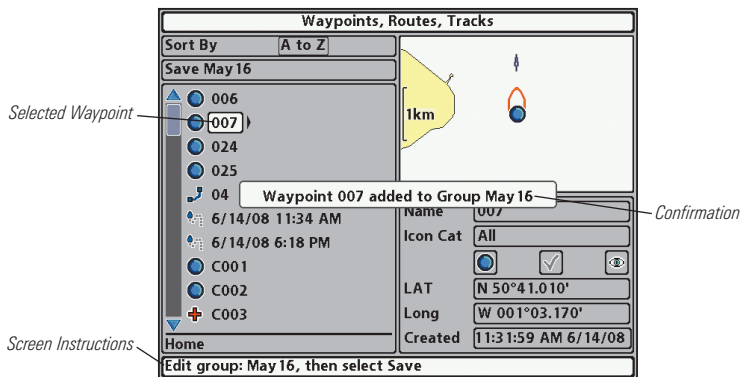 Waypoints, Routes, Tracks
Sort By A to Z
Save May 16
006
Selected Waypoint
007
024
025
04
6/14/08 11:34 AM
6/14/08 6:18 PM
C001
C002
C003
Home
1km
Waypoint 007 added to Group May 16
Confirmation
Name 007
Icon Cat All
LAT N 50°41.010'
Long W 001°03.170'
Created 11:31:59 AM 6/14/08
Screen Instructions
Edit group: May 16, then select Save